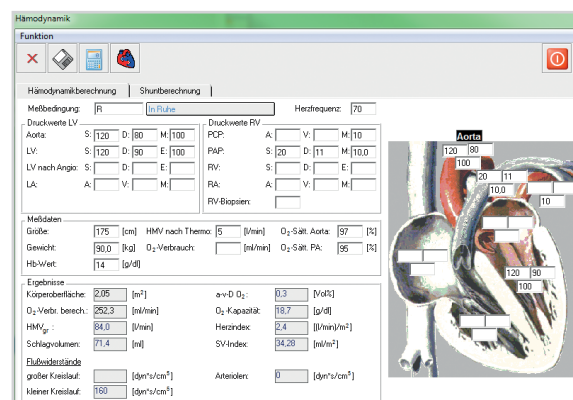 Hämodynamik
Funktion
Hämodynamikberechnung Shuntberechnung
Meßbedingung: R In Ruhe Herzfrequenz: 70
Druckwerte LV Druckwerte RV
Aorta: S: 120 D: 80 M: 100 PCP: A: V: M: 10
LV: S: 120 D: 90 E: 100 PAP: S: 20 D: 11 M: 10,0
LV nach Angio: S: D: E: RV: S: D: E:
LA: A: V: M: RA: A: V: M:
RV-Biopsien:
Aorta
120 80
100
20 11
10,0
10
120 90
100
Meßdaten
Größe: 175 [cm] HMV nach Thermo: 5 [l/min] O₂-Sätt. Aorta: 97 [%]
Gewicht: 90,0 [kg] O₂-Verbrauch: [ml/min] O₂-Sätt. PA: 95 [%]
Hb-Wert: 14 [g/dl]
Ergebnisse
Körperoberfläche: 2,05 [m²] a-v-D O₂: 0,3 [Vol%]
O₂-Verbr. berech.: 252,3 [ml/min] O₂-Kapazität: 18,7 [g/dl]
HMVgr.: 84,0 [l/min] Herzindex: 2,4 [(l/min)/m²]
Schlagvolumen: 71,4 [ml] SV-Index: 34,28 [ml/m²]
Flußwiderstände
großer Kreislauf: [dyn*s/cm⁵] Arteriolen: 0 [dyn*s/cm⁵]
kleiner Kreislauf: 160 [dyn*s/cm⁵]